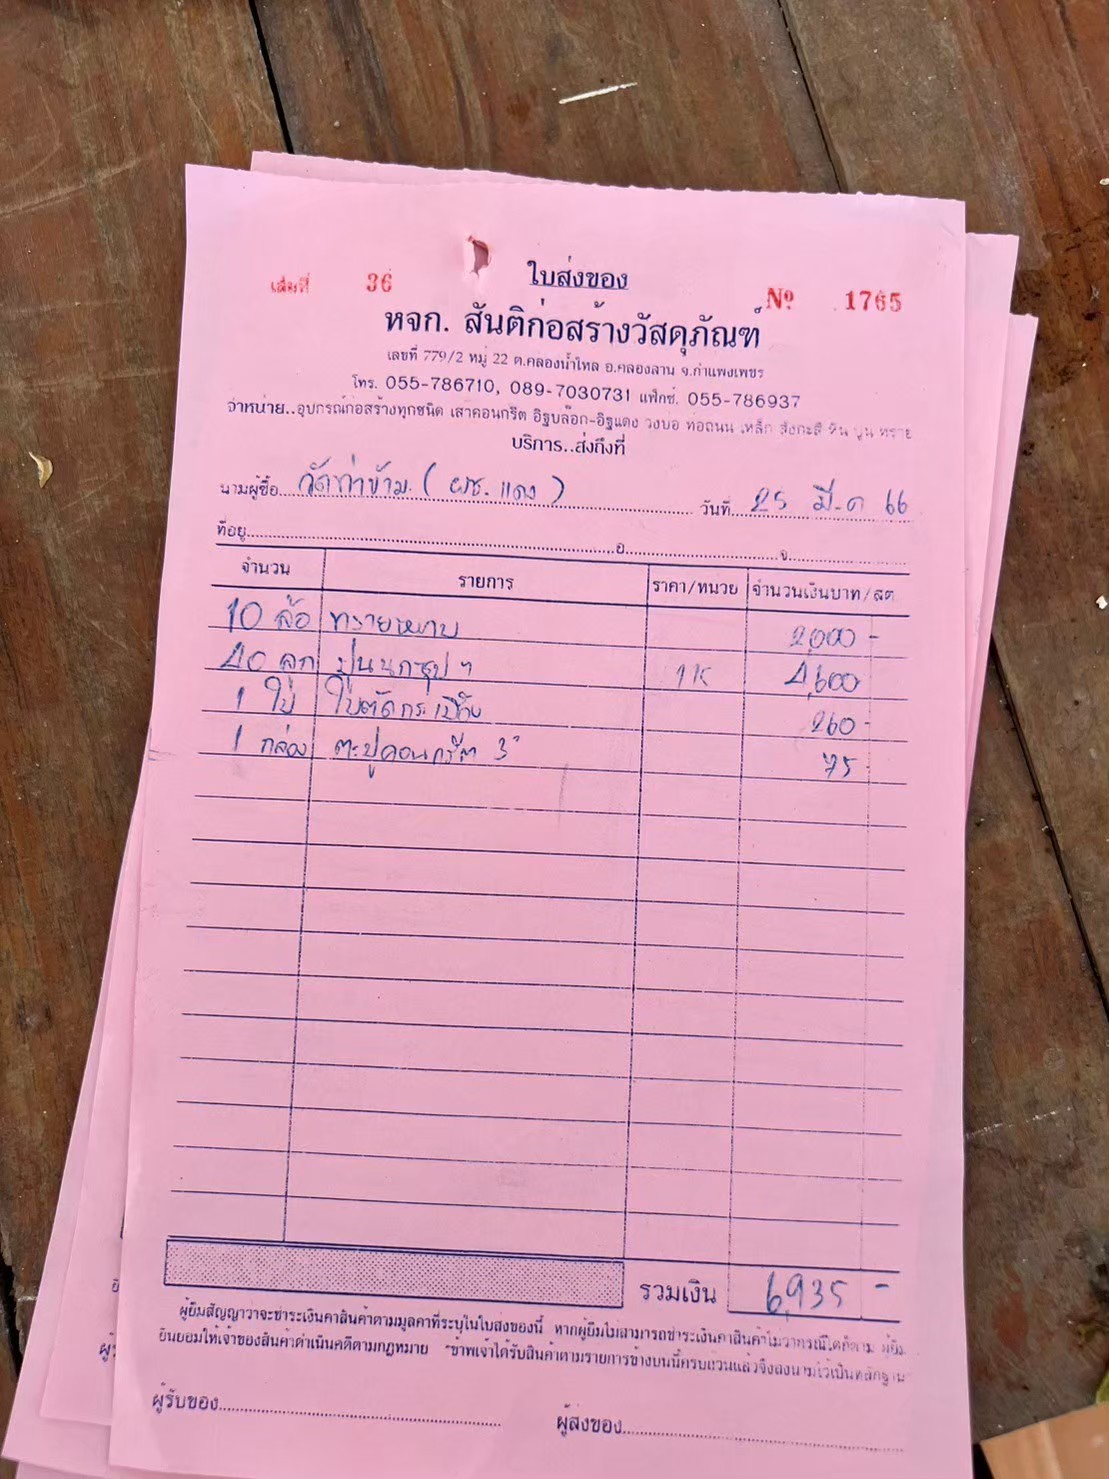 ใบส่งของ
เล่มที่ 36 Nº 1765
หจก. สันติก่อสร้างวัสดุภัณฑ์
เลขที่ 779/2 หมู่ 22 ต.คลองน้ำไหล อ.คลองลาน จ.กำแพงเพชร
โทร. 055-786710, 089-7030731 แฟ็กซ์. 055-786937
จำหน่าย..อุปกรณ์ก่อสร้างทุกชนิด เสาคอนกรีต อิฐบล๊อก-อิฐแดง วงบ่อ ท่อถนน เหล็ก สังกะสี หิน ปูน ทราย
บริการ..ส่งถึงที่
นามผู้ซื้อ วัดท่าข้าม. ( ผช. แดง ) วันที่ 25 มี.ค 66
ที่อยู่ อ. จ.
จำนวน รายการ ราคา/หน่วย จำนวนเงินบาท/สต.
10 ล้อ ทรายหยาบ 2,000 -
40 ลูก ปูนนกฮูก 115 4,600
1 ใบ ใบตัดกระเบื้อง 260 -
1 กล่อง ตะปูคอนกรีต 3" 75
รวมเงิน 6,935 -
ผู้ยืมสัญญาว่าจะชำระเงินค่าสินค้าตามมูลค่าที่ระบุในใบส่งของนี้ หากผู้ยืมไม่สามารถชำระเงินค่าสินค้าไม่ว่ากรณีใดก็ตาม ผู้ยืม
ยินยอมให้เจ้าของสินค้าดำเนินคดีตามกฎหมาย "ข้าพเจ้าได้รับสินค้าตามรายการข้างบนนี้ครบถ้วนแล้วจึงลงนามไว้เป็นหลักฐาน
ผู้รับของ ผู้ส่งของ